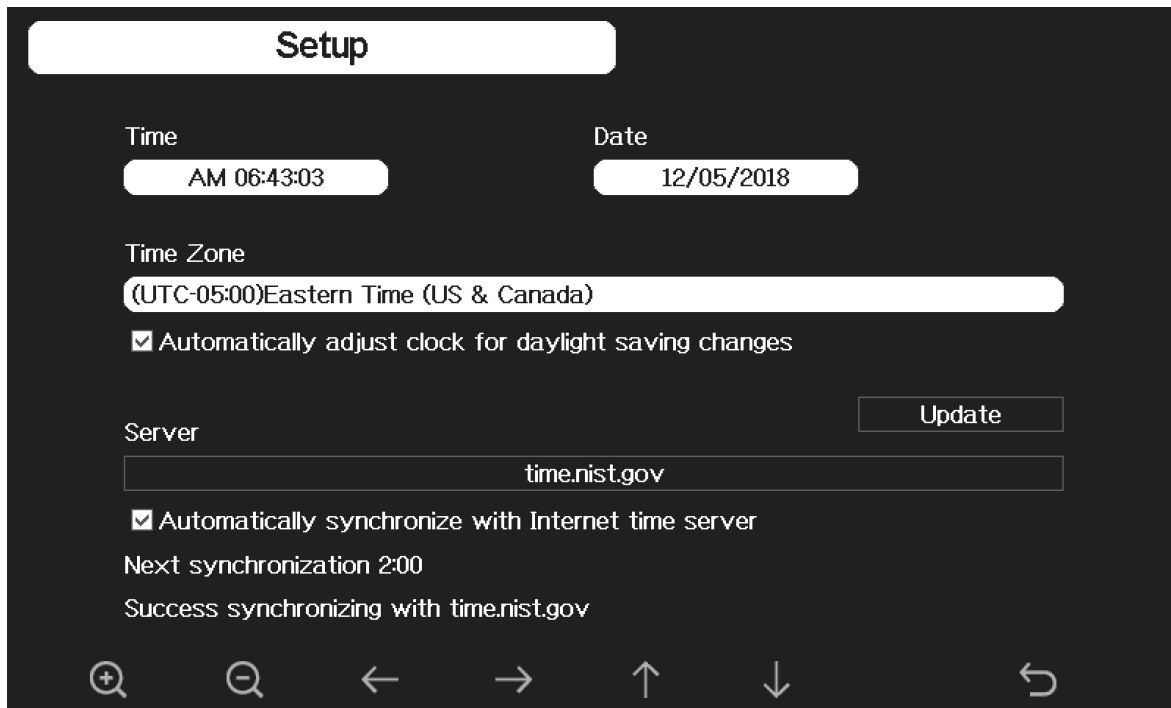 Setup
Time
Date
AM 06:43:03
12/05/2018
Time Zone
(UTC-05:00)Eastern Time (US & Canada)
Automatically adjust clock for daylight saving changes
Update
Server
time.nist.gov
Automatically synchronize with Internet time server
Next synchronization 2:00
Success synchronizing with time.nist.gov